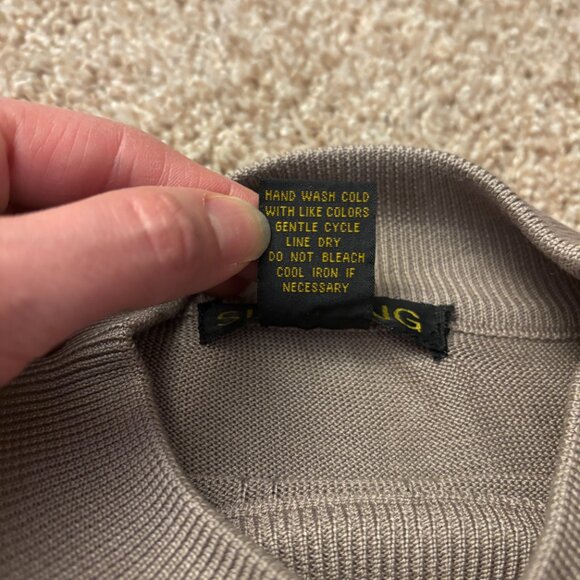 HAND WASH COLD
WITH LIKE COLORS
GENTLE CYCLE
LINE DRY
DO NOT BLEACH
COOL IRON IF
NECESSARY